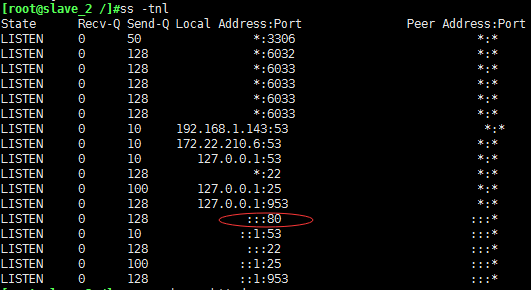 [root@slave_2 /]#ss -tnl
State Recv-Q Send-Q Local Address:Port Peer Address:Port
LISTEN 0 50 *:3306 *:*
LISTEN 0 128 *:6032 *:*
LISTEN 0 128 *:6033 *:*
LISTEN 0 128 *:6033 *:*
LISTEN 0 128 *:6033 *:*
LISTEN 0 128 *:6033 *:*
LISTEN 0 10 192.168.1.143:53 *:*
LISTEN 0 10 172.22.210.6:53 *:*
LISTEN 0 10 127.0.0.1:53 *:*
LISTEN 0 128 *:22 *:*
LISTEN 0 100 127.0.0.1:25 *:*
LISTEN 0 128 127.0.0.1:953 *:*
LISTEN 0 128 :::80 :::*
LISTEN 0 10 ::1:53 :::*
LISTEN 0 128 :::22 :::*
LISTEN 0 100 ::1:25 :::*
LISTEN 0 128 ::1:953 :::*